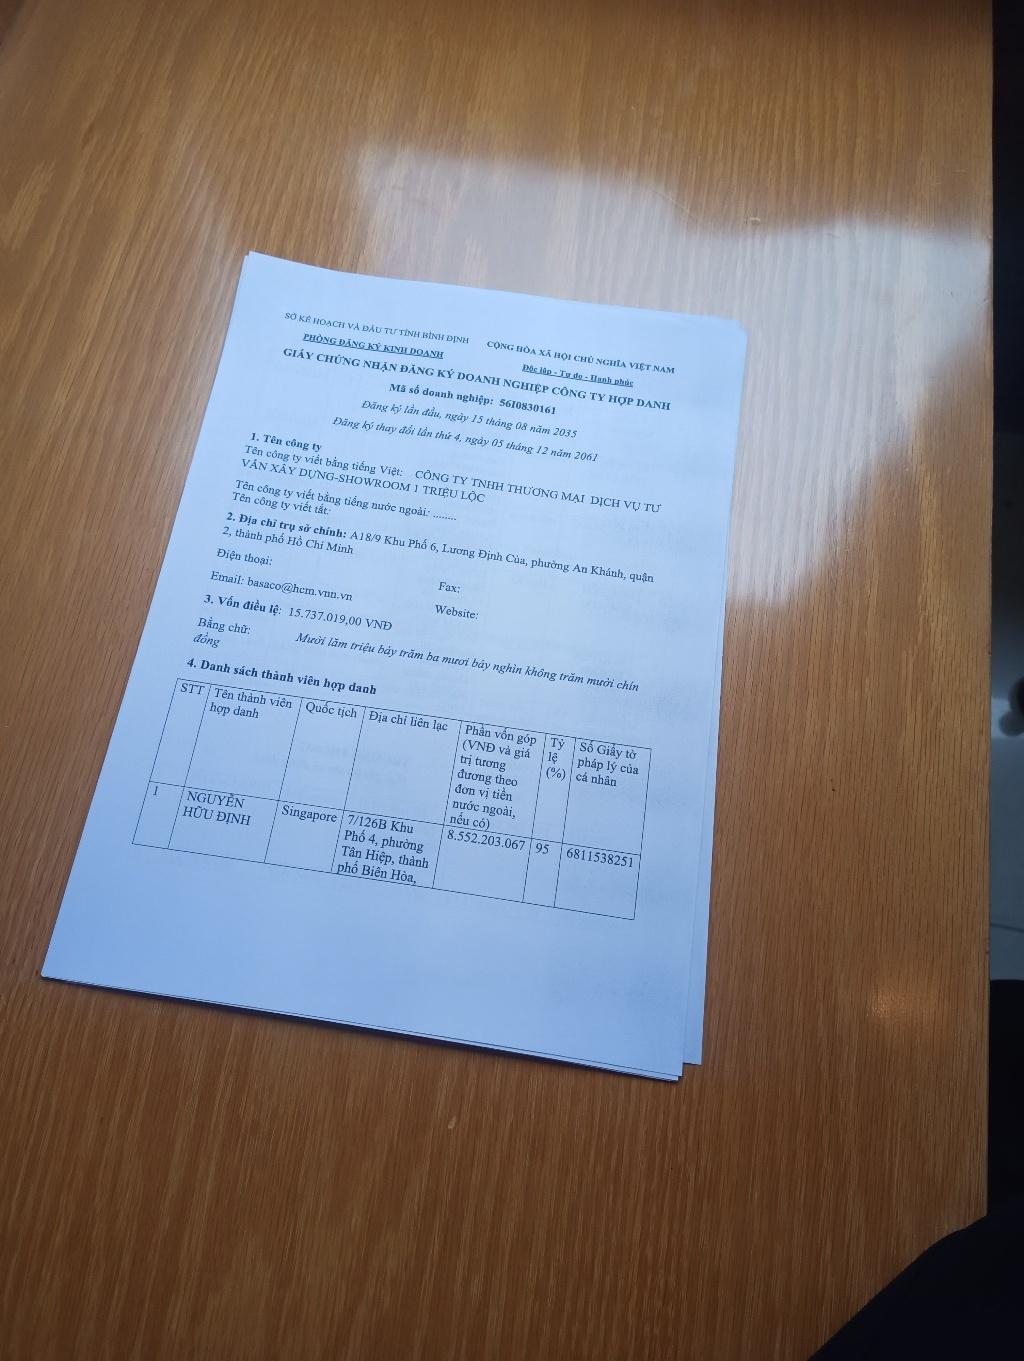 SỞ KẾ HOẠCH VÀ ĐẦU TƯ TỈNH BÌNH ĐỊNH
PHÒNG ĐĂNG KÝ KINH DOANH
CỘNG HÒA XÃ HỘI CHỦ NGHĨA VIỆT NAM
Độc lập - Tự do - Hạnh phúc
GIẤY CHỨNG NHẬN ĐĂNG KÝ DOANH NGHIỆP CÔNG TY HỢP DANH
Mã số doanh nghiệp: 56I0830161
Đăng ký lần đầu, ngày 15 tháng 08 năm 2035
Đăng ký thay đổi lần thứ 4, ngày 05 tháng 12 năm 2061
1. Tên công ty
Tên công ty viết bằng tiếng Việt: CÔNG TY TNHH THƯƠNG MẠI DỊCH VỤ TƯ
VẤN XÂY DỰNG-SHOWROOM 1 TRIỆU LỘC
Tên công ty viết bằng tiếng nước ngoài: ........
Tên công ty viết tắt:
2. Địa chỉ trụ sở chính: A18/9 Khu Phố 6, Lương Định Của, phường An Khánh, quận
2, thành phố Hồ Chí Minh
Điện thoại: Fax:
Email: basaco@hcm.vnn.vn Website:
3. Vốn điều lệ: 15.737.019,00 VNĐ
Bằng chữ: Mười lăm triệu bảy trăm ba mươi bảy nghìn không trăm mười chín
đồng
4. Danh sách thành viên hợp danh
STT
Tên thành viên
hợp danh
Quốc tịch
Địa chỉ liên lạc
Phần vốn góp
(VNĐ và giá
trị tương
đương theo
đơn vị tiền
nước ngoài,
nếu có)
Tỷ
lệ
(%)
Số Giấy tờ
pháp lý của
cá nhân
1
NGUYỄN
HỮU ĐỊNH
Singapore
7/126B Khu
Phố 4, phường
Tân Hiệp, thành
phố Biên Hòa,
8.552.203.067
95
6811538251